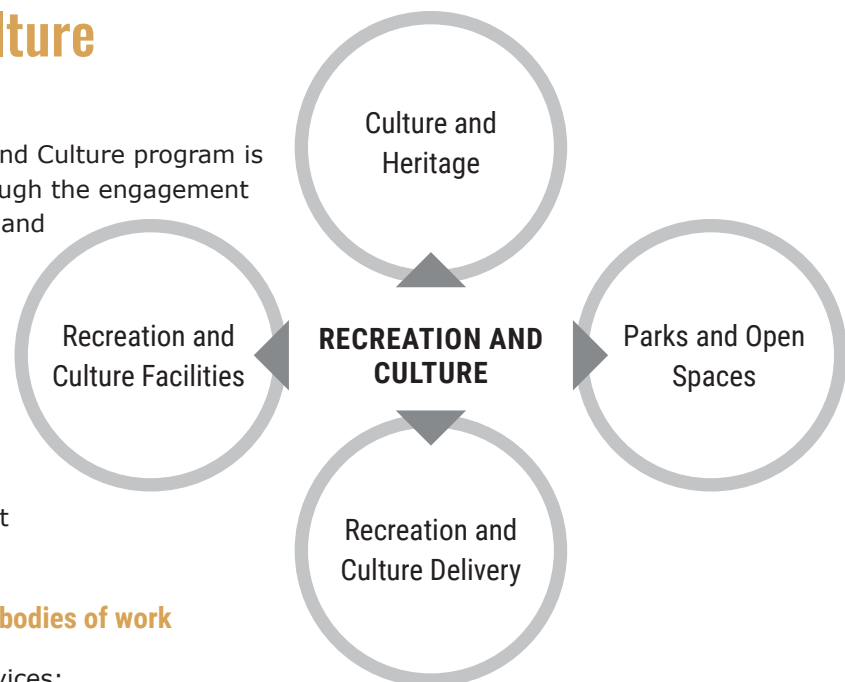 lture
nd Culture program is
ugh the engagement
and
Culture and
Heritage
Recreation and
Culture Facilities
RECREATION AND
CULTURE
Parks and Open
Spaces
Recreation and
Culture Delivery
t
bodies of work
vices: